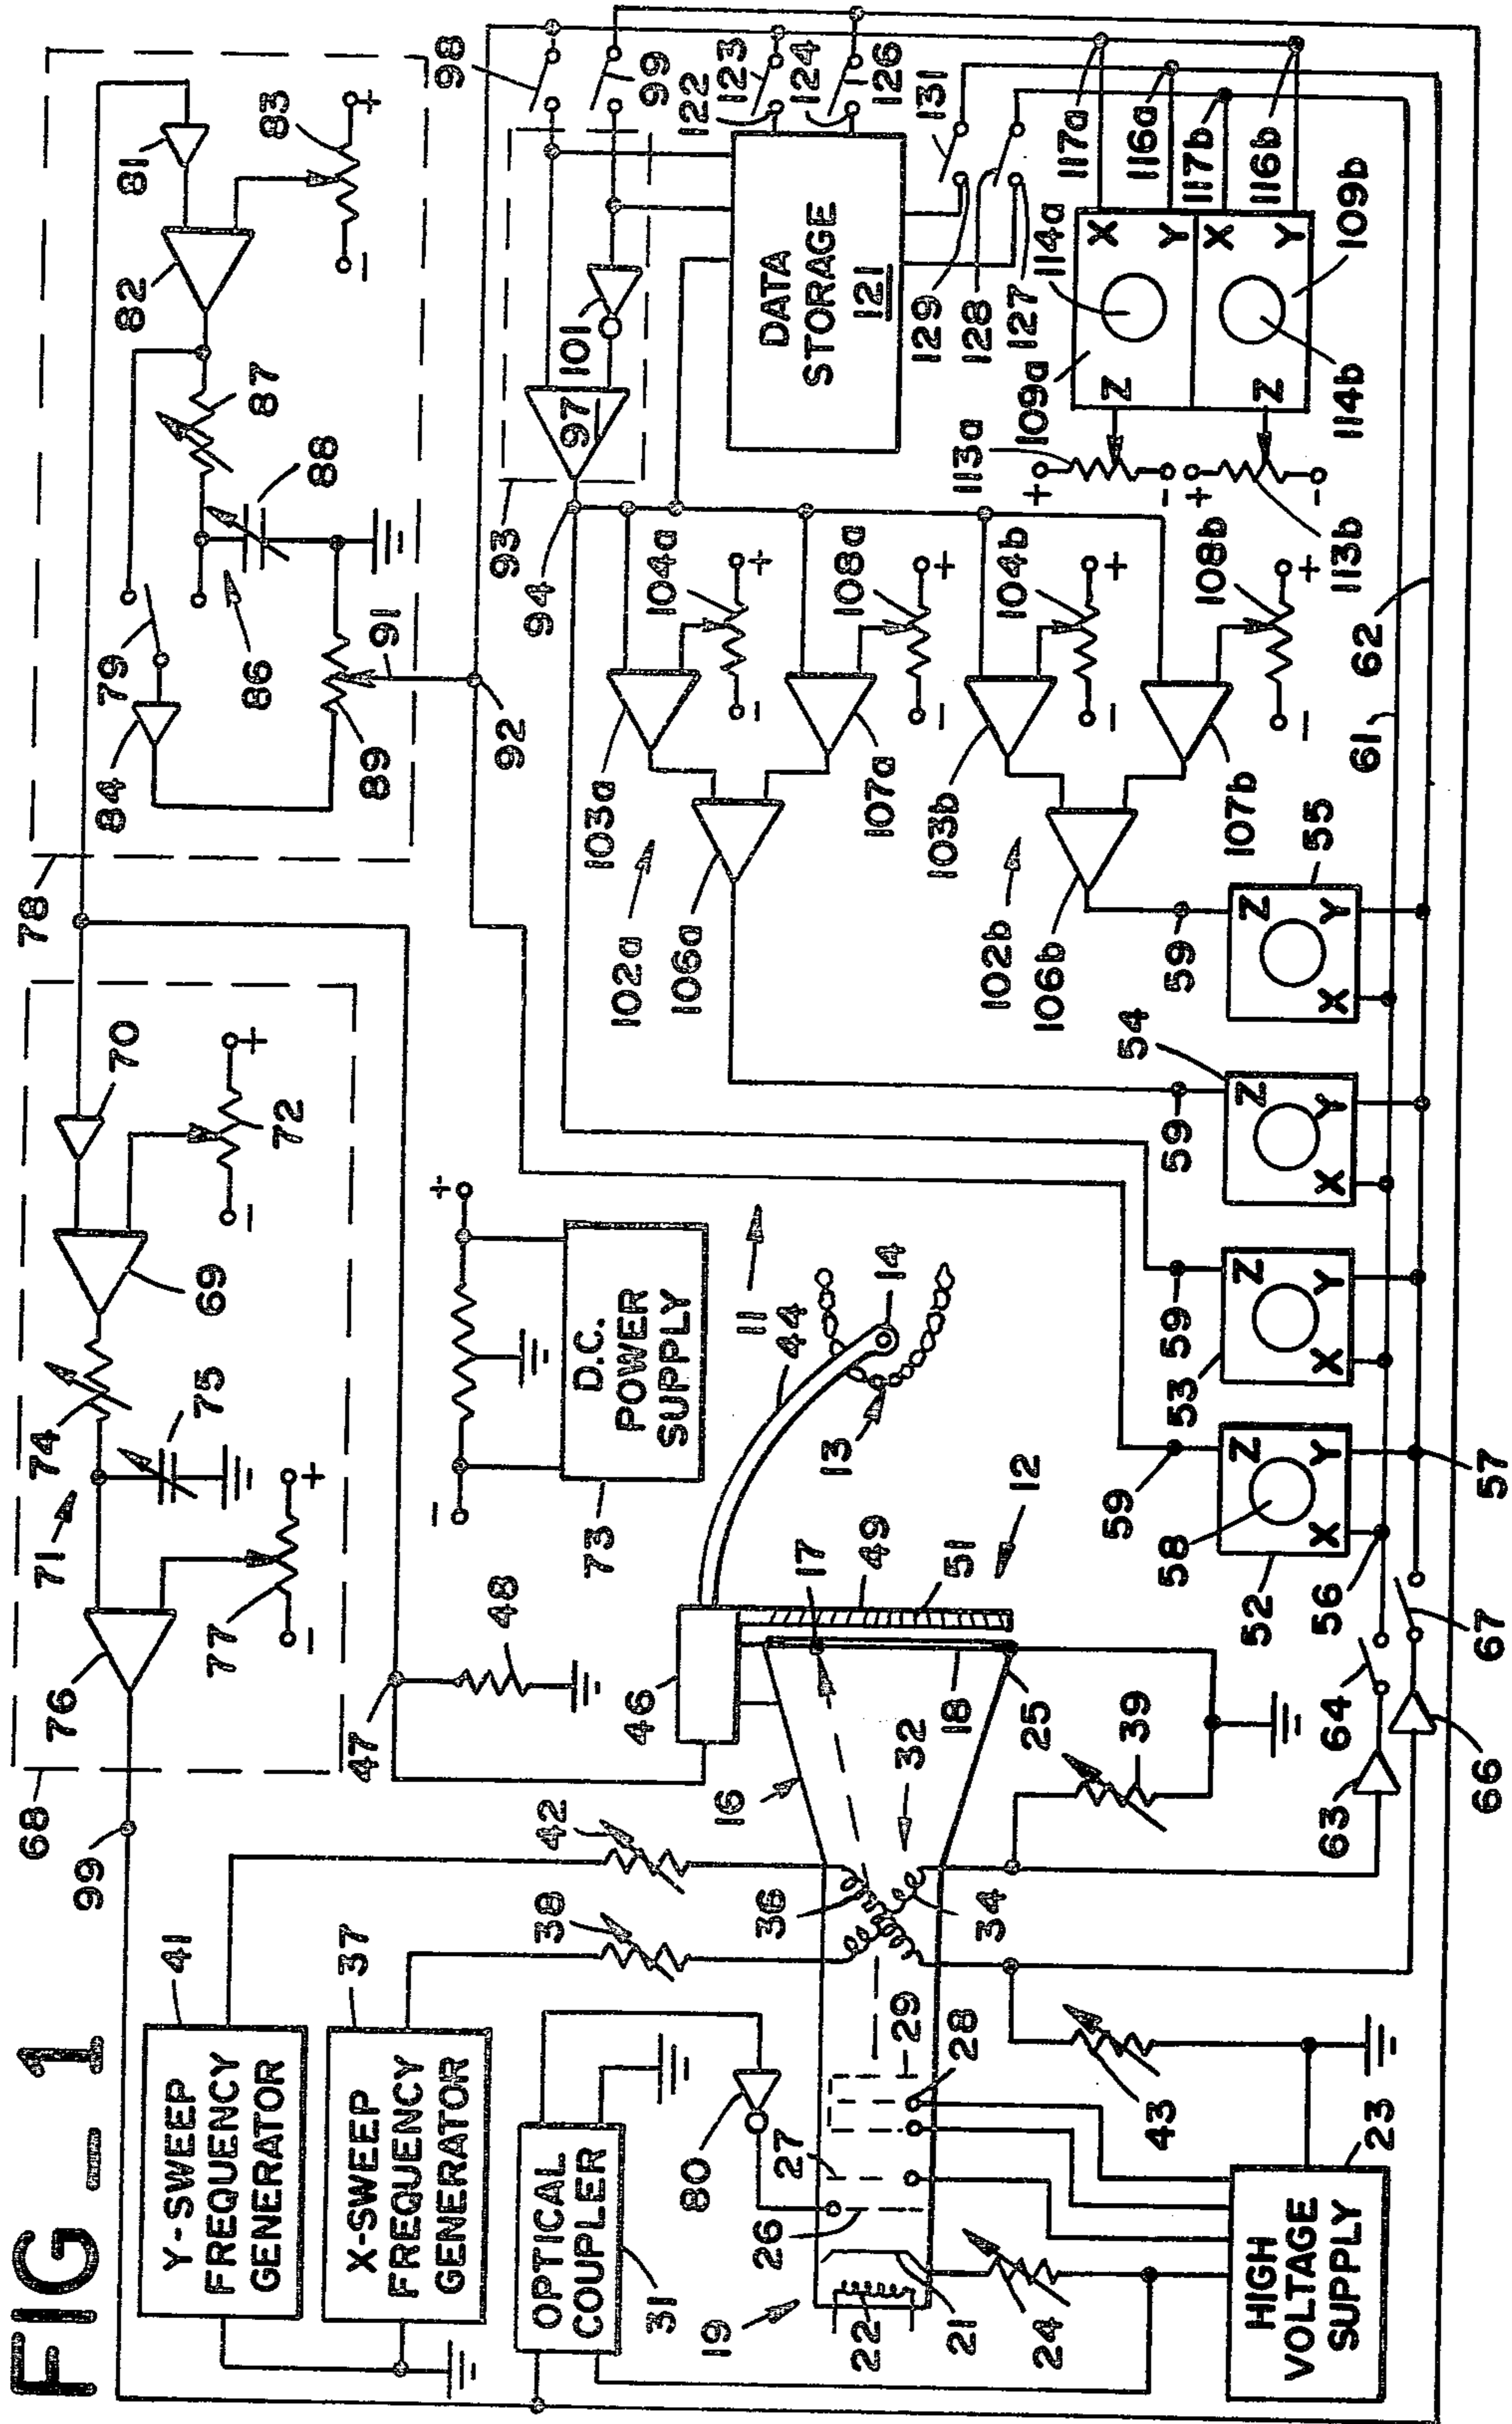 FIG_1
Y-SWEEP
FREQUENCY
GENERATOR
41
X-SWEEP
FREQUENCY
GENERATOR
37
OPTICAL
COUPLER
31
HIGH
VOLTAGE
SUPPLY
23
99
68
76
77
- +
71
74
75
69
70
72
- +
78
84
79
89
91
86
88
87
82
81
83
- +
92
47
48
42
38
80
19
22
21
24
26
27
28
29
36
34
32
43
39
16
46
17
18
25
49
51
12
44
13
14
11
- +
D.C.
POWER
SUPPLY
73
93
94
97
101
98
99
DATA
STORAGE
121
122
123
124
126
131
129
128
127
102a
103a
104a
- +
106a
107a
108a
- +
102b
103b
104b
- +
106b
107b
108b
- +
113a
+ -
113b
+ -
109a
114a
X
Y
Z
109b
114b
X
Y
Z
117a
116a
117b
116b
52
58
59
X
Y
Z
53
59
X
Y
Z
54
59
X
Y
Z
55
59
X
Y
Z
56
57
61
62
63
64
66
67